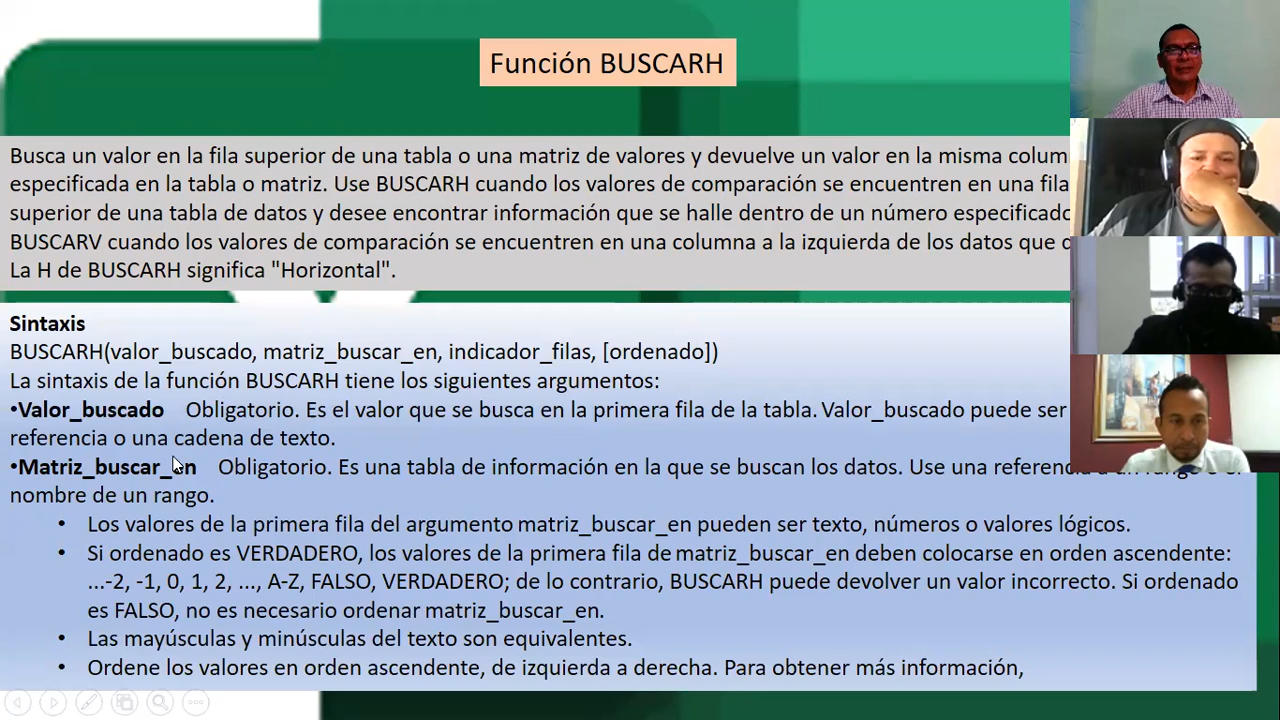 Función BUSCARH
Busca un valor en la fila superior de una tabla o una matriz de valores y devuelve un valor en la misma colum
especificada en la tabla o matriz. Use BUSCARH cuando los valores de comparación se encuentren en una fila
superior de una tabla de datos y desee encontrar información que se halle dentro de un número especificado
BUSCARV cuando los valores de comparación se encuentren en una columna a la izquierda de los datos que
La H de BUSCARH significa "Horizontal".
Sintaxis
BUSCARH(valor_buscado, matriz_buscar_en, indicador_filas, [ordenado])
La sintaxis de la función BUSCARH tiene los siguientes argumentos:
•Valor_buscado Obligatorio. Es el valor que se busca en la primera fila de la tabla. Valor_buscado puede ser
referencia o una cadena de texto.
•Matriz_buscar_en Obligatorio. Es una tabla de información en la que se buscan los datos. Use una
nombre de un rango.
• Los valores de la primera fila del argumento matriz_buscar_en pueden ser texto, números o valores lógicos.
• Si ordenado es VERDADERO, los valores de la primera fila de matriz_buscar_en deben colocarse en orden ascendente:
...-2, -1, 0, 1, 2, ..., A-Z, FALSO, VERDADERO; de lo contrario, BUSCARH puede devolver un valor incorrecto. Si ordenado
es FALSO, no es necesario ordenar matriz_buscar_en.
• Las mayúsculas y minúsculas del texto son equivalentes.
• Ordene los valores en orden ascendente, de izquierda a derecha. Para obtener más información,